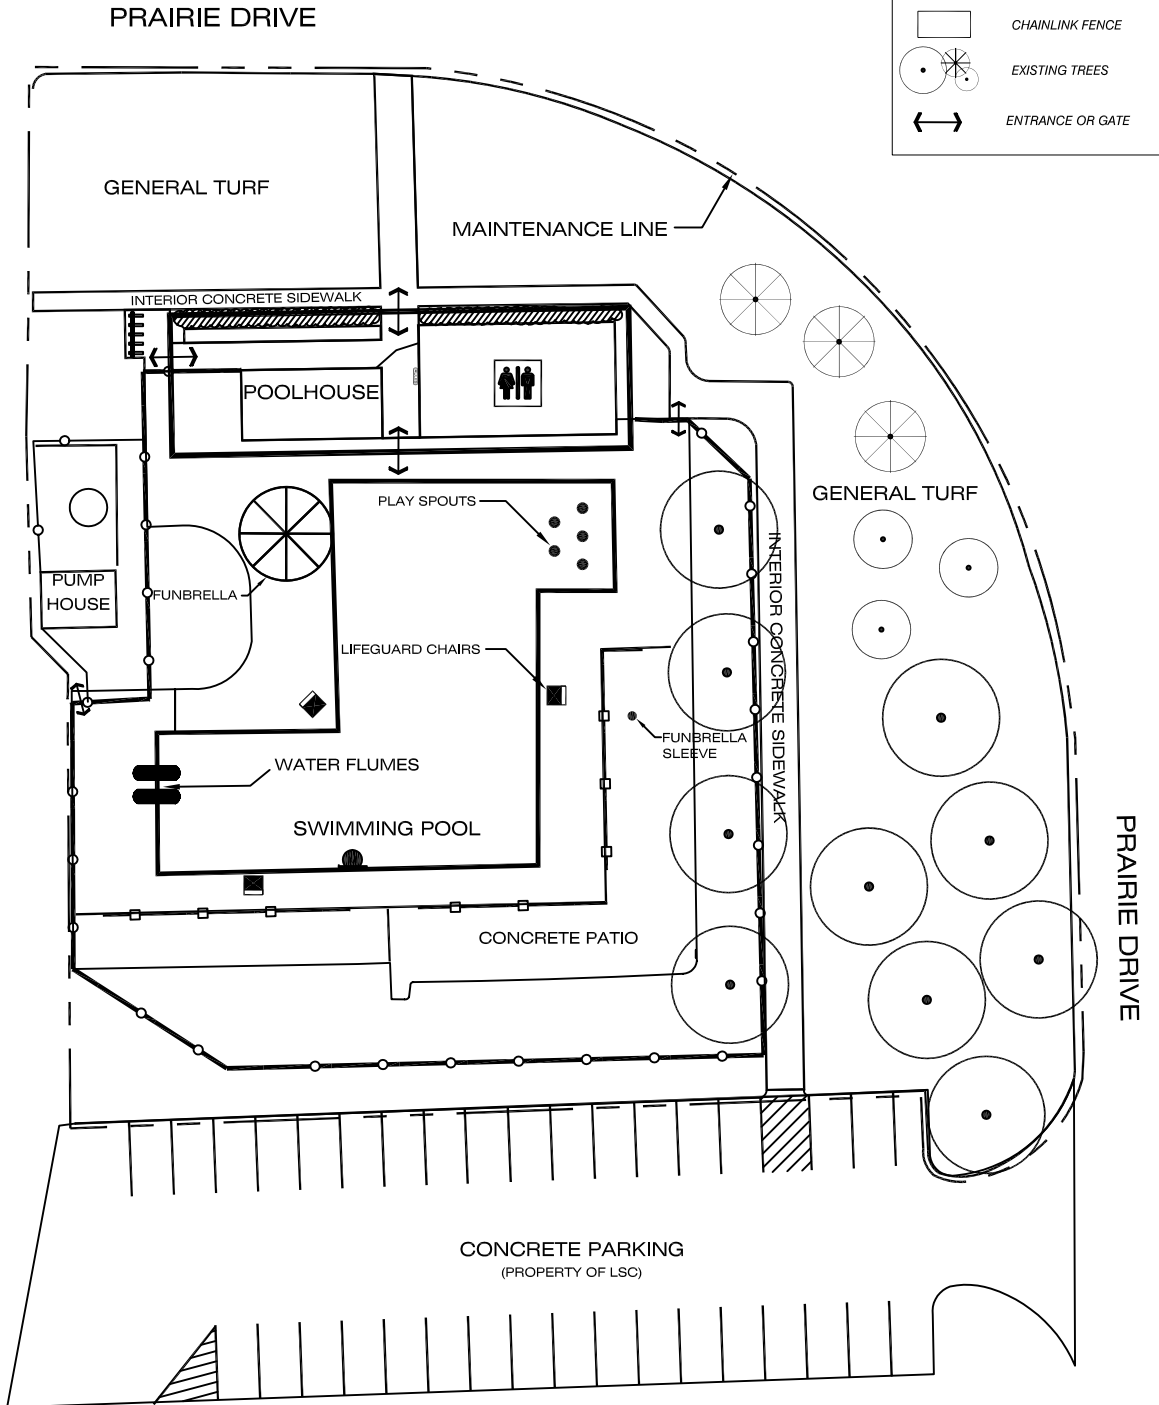 PRAIRIE DRIVE
CHAINLINK FENCE
EXISTING TREES
ENTRANCE OR GATE
GENERAL TURF
MAINTENANCE LINE
INTERIOR CONCRETE SIDEWALK
POOLHOUSE
PLAY SPOUTS
GENERAL TURF
INTERIOR CONCRETE SIDEWALK
PUMP
HOUSE
FUNBRELLA
LIFEGUARD CHAIRS
FUNBRELLA
SLEEVE
WATER FLUMES
SWIMMING POOL
PRAIRIE DRIVE
CONCRETE PATIO
CONCRETE PARKING
(PROPERTY OF LSC)